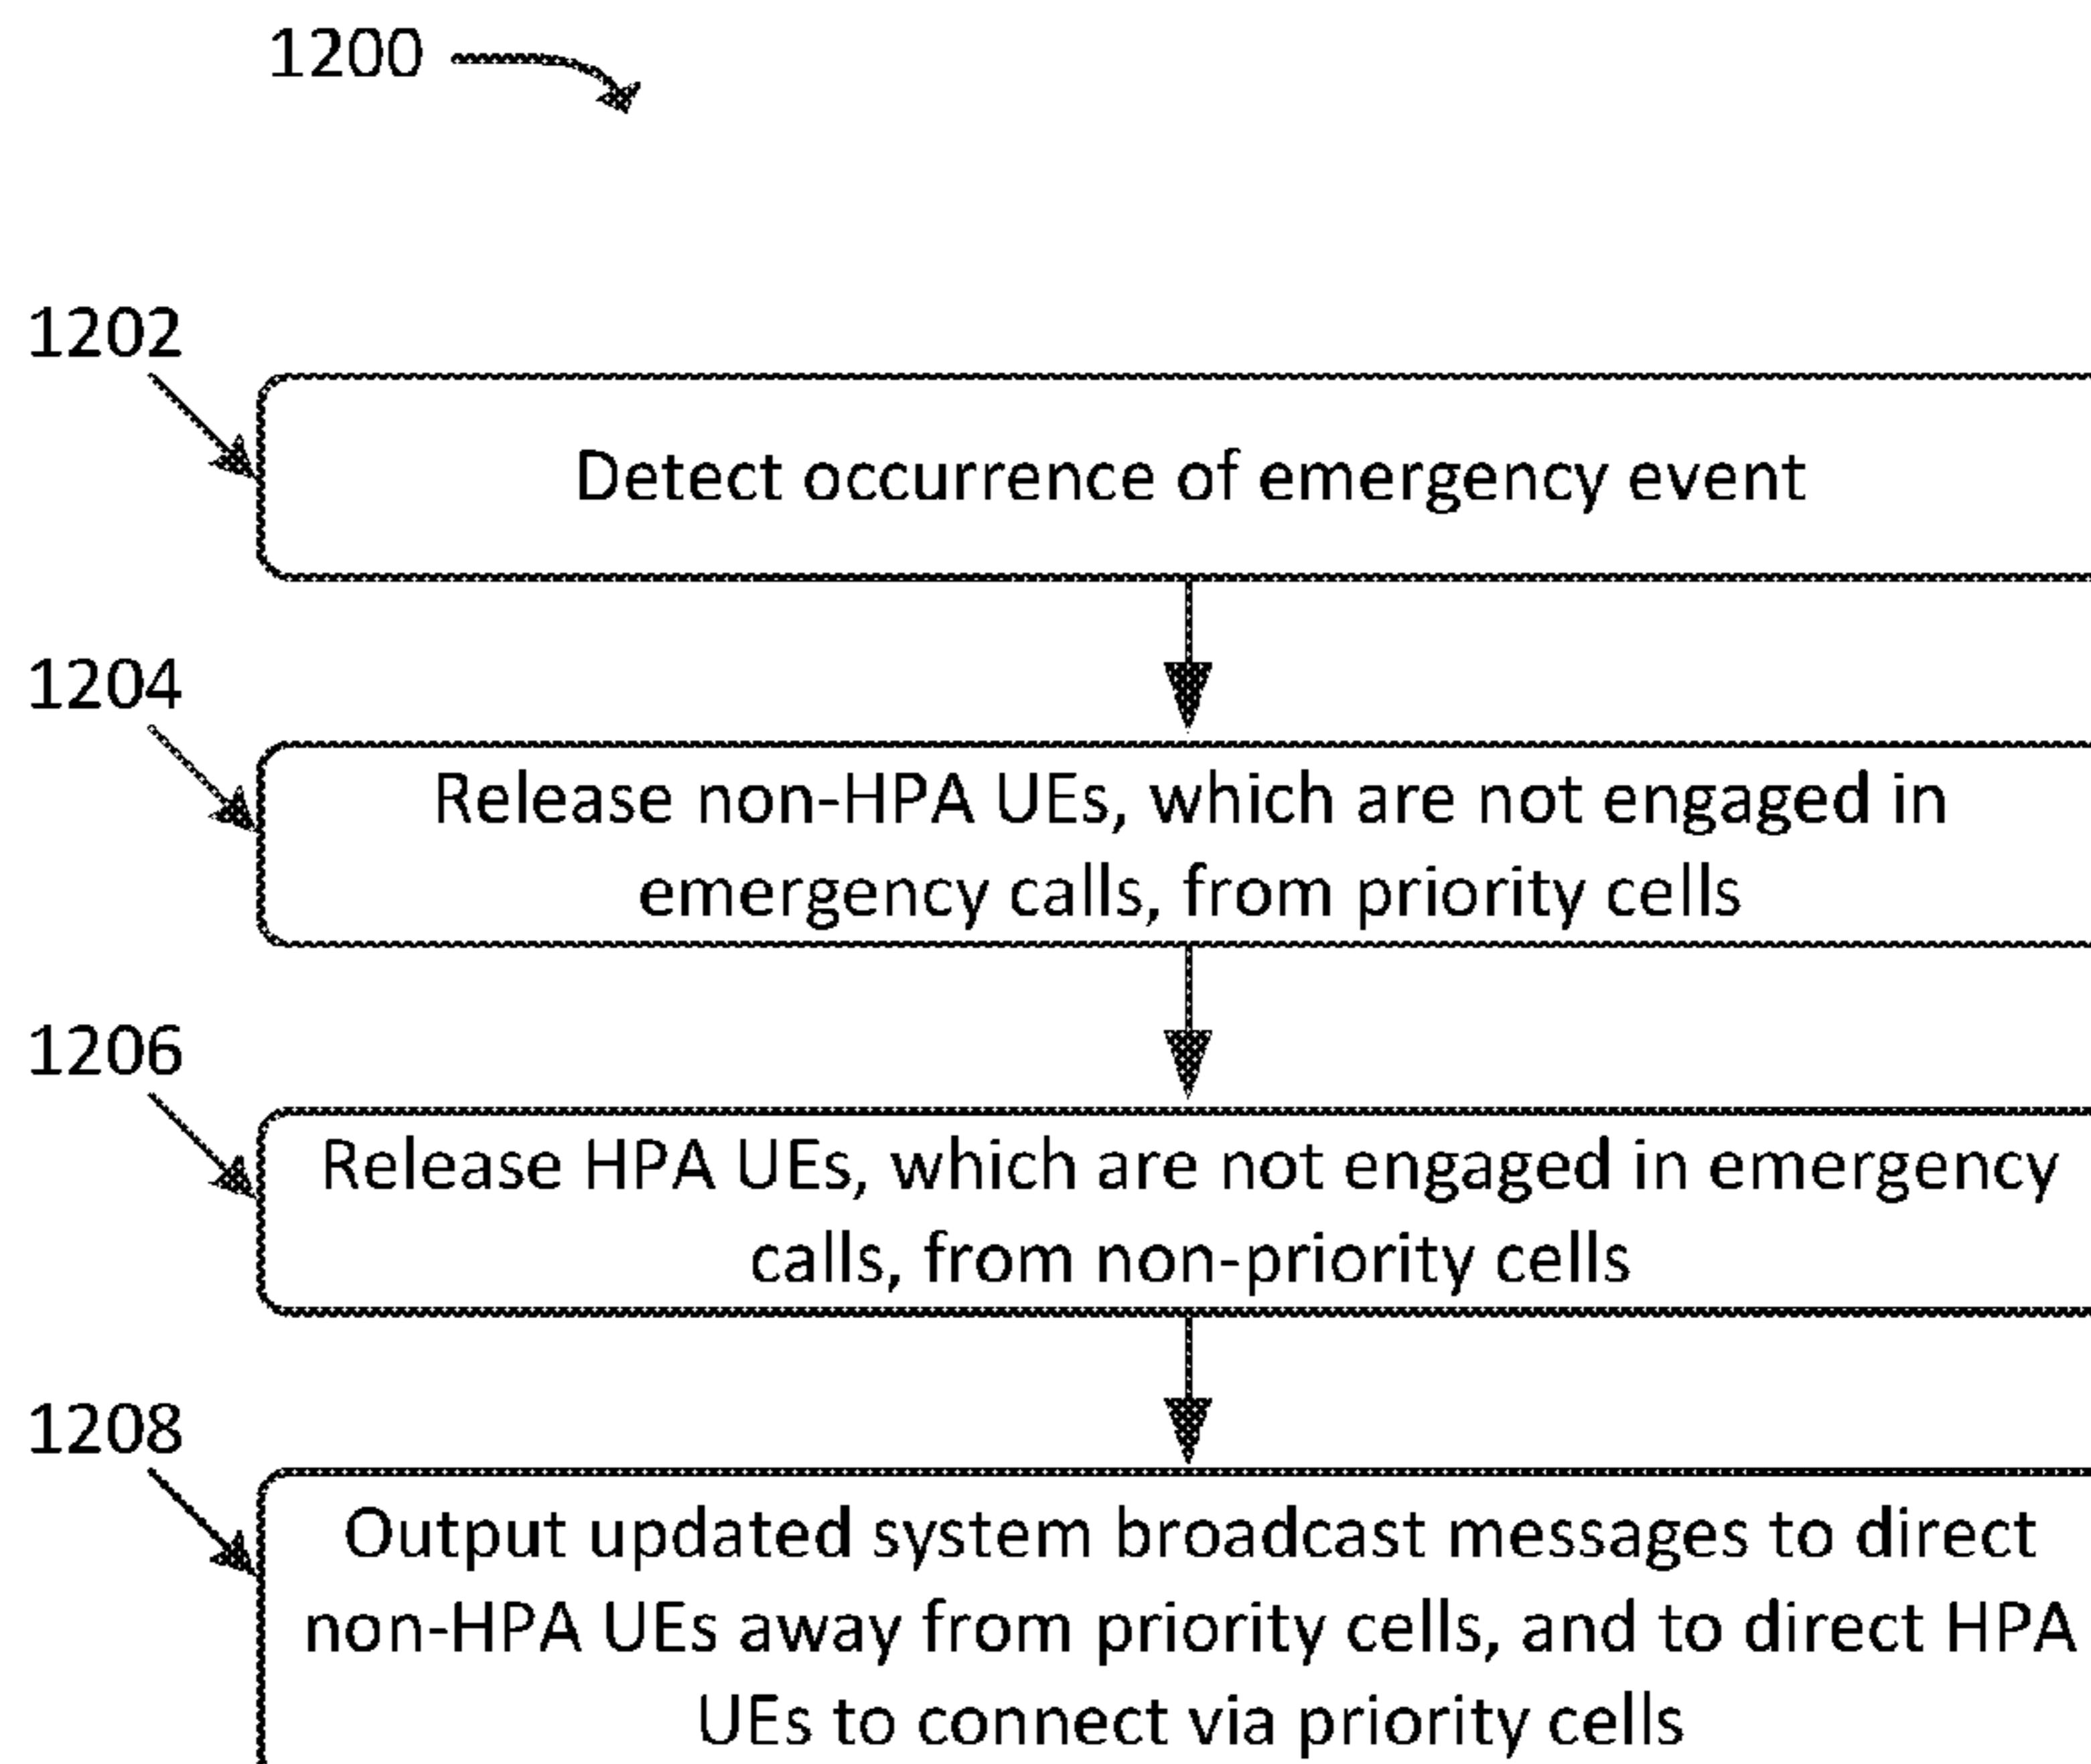 1200
1202
Detect occurrence of emergency event
1204
Release non-HPA UEs, which are not engaged in
emergency calls, from priority cells
1206
Release HPA UEs, which are not engaged in emergency
calls, from non-priority cells
1208
Output updated system broadcast messages to direct
non-HPA UEs away from priority cells, and to direct HPA
UEs to connect via priority cells